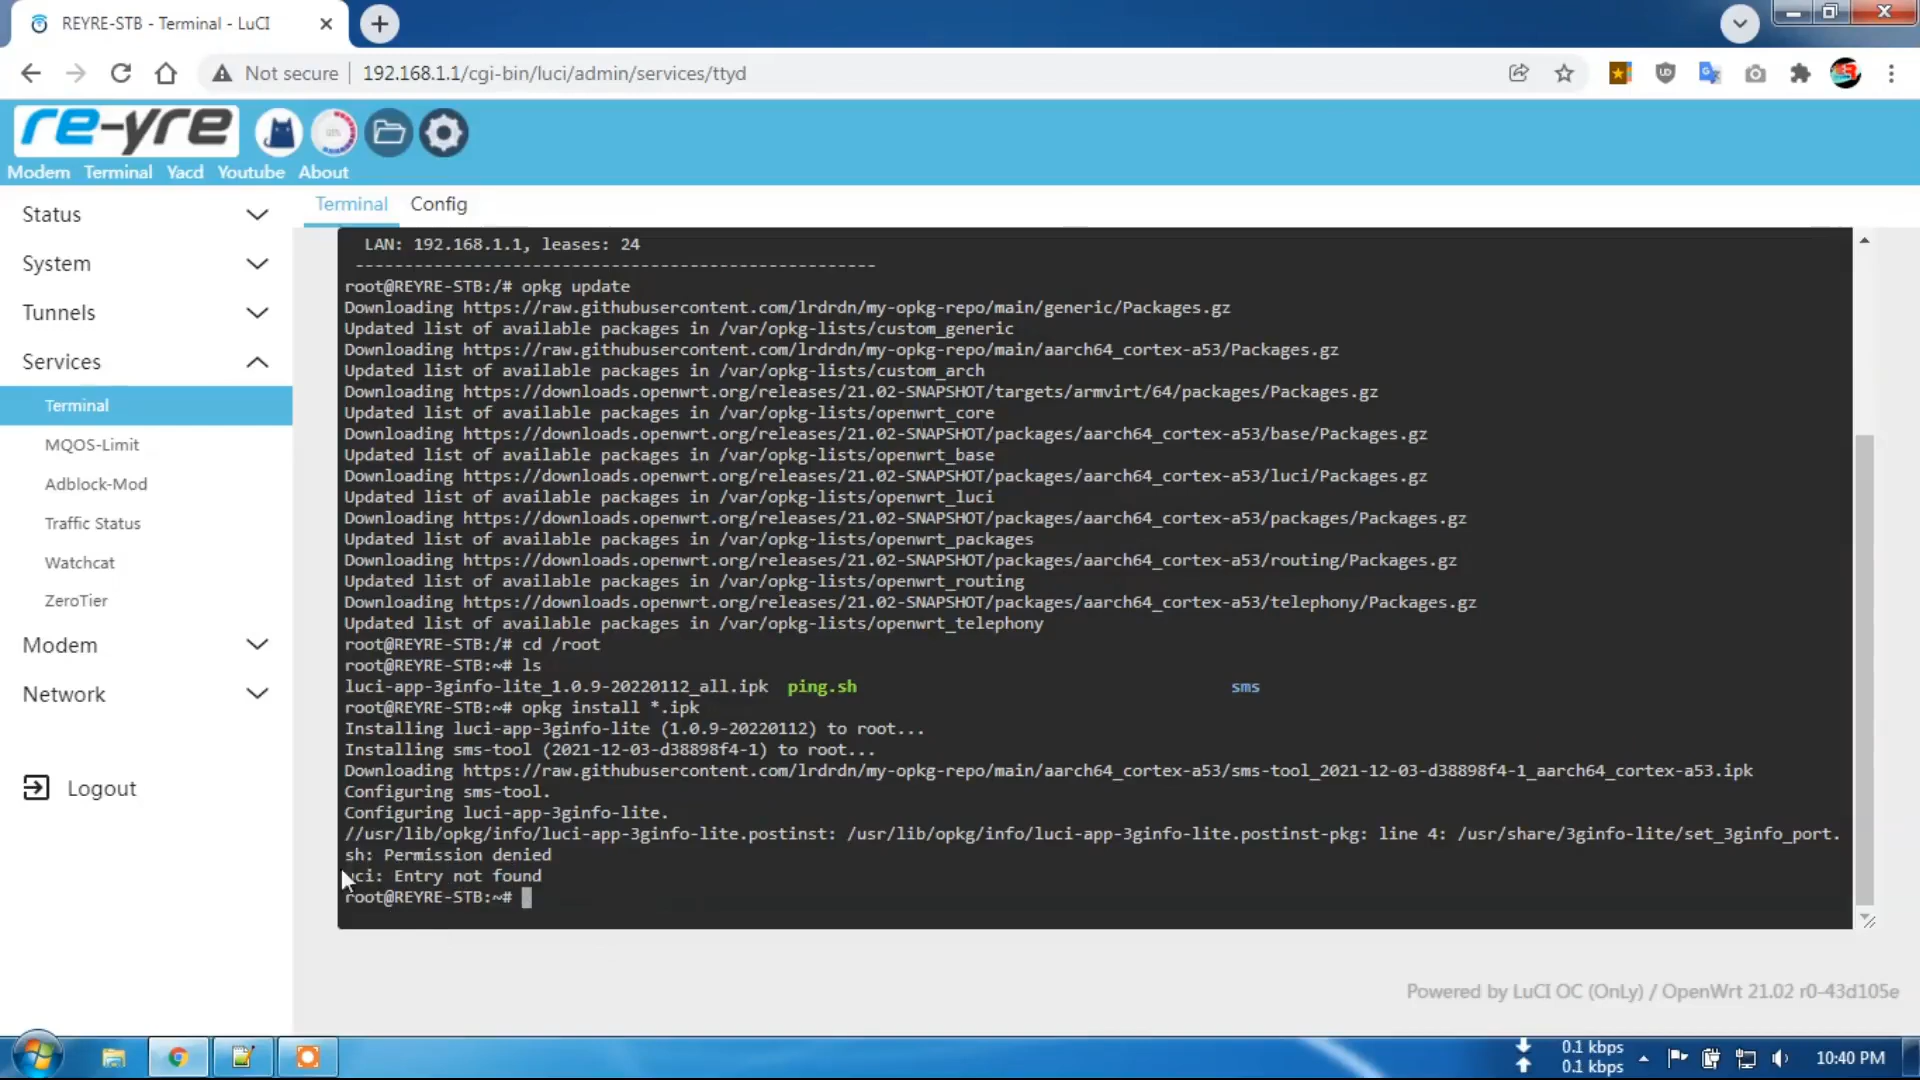 REYRE-STB - Terminal - LuCI
Not secure
192.168.1.1/cgi-bin/luci/admin/services/ttyd
re-yre
Modem Terminal Yacd Youtube About
Status
System
Tunnels
Services
Terminal
MQOS-Limit
Adblock-Mod
Traffic Status
Watchcat
ZeroTier
Modem
Network
Logout
Terminal Config
LAN: 192.168.1.1, leases: 24
-----------------------------------------------------
root@REYRE-STB:/# opkg update
Downloading https://raw.githubusercontent.com/lrdrdn/my-opkg-repo/main/generic/Packages.gz
Updated list of available packages in /var/opkg-lists/custom_generic
Downloading https://raw.githubusercontent.com/lrdrdn/my-opkg-repo/main/aarch64_cortex-a53/Packages.gz
Updated list of available packages in /var/opkg-lists/custom_arch
Downloading https://downloads.openwrt.org/releases/21.02-SNAPSHOT/targets/armvirt/64/packages/Packages.gz
Updated list of available packages in /var/opkg-lists/openwrt_core
Downloading https://downloads.openwrt.org/releases/21.02-SNAPSHOT/packages/aarch64_cortex-a53/base/Packages.gz
Updated list of available packages in /var/opkg-lists/openwrt_base
Downloading https://downloads.openwrt.org/releases/21.02-SNAPSHOT/packages/aarch64_cortex-a53/luci/Packages.gz
Updated list of available packages in /var/opkg-lists/openwrt_luci
Downloading https://downloads.openwrt.org/releases/21.02-SNAPSHOT/packages/aarch64_cortex-a53/packages/Packages.gz
Updated list of available packages in /var/opkg-lists/openwrt_packages
Downloading https://downloads.openwrt.org/releases/21.02-SNAPSHOT/packages/aarch64_cortex-a53/routing/Packages.gz
Updated list of available packages in /var/opkg-lists/openwrt_routing
Downloading https://downloads.openwrt.org/releases/21.02-SNAPSHOT/packages/aarch64_cortex-a53/telephony/Packages.gz
Updated list of available packages in /var/opkg-lists/openwrt_telephony
root@REYRE-STB:/# cd /root
root@REYRE-STB:~# ls
luci-app-3ginfo-lite_1.0.9-20220112_all.ipk ping.sh sms
root@REYRE-STB:~# opkg install *.ipk
Installing luci-app-3ginfo-lite (1.0.9-20220112) to root...
Installing sms-tool (2021-12-03-d38898f4-1) to root...
Downloading https://raw.githubusercontent.com/lrdrdn/my-opkg-repo/main/aarch64_cortex-a53/sms-tool_2021-12-03-d38898f4-1_aarch64_cortex-a53.ipk
Configuring sms-tool.
Configuring luci-app-3ginfo-lite.
//usr/lib/opkg/info/luci-app-3ginfo-lite.postinst: /usr/lib/opkg/info/luci-app-3ginfo-lite.postinst-pkg: line 4: /usr/share/3ginfo-lite/set_3ginfo_port.
sh: Permission denied
uci: Entry not found
root@REYRE-STB:~#
Powered by LuCI OC (OnLy) / OpenWrt 21.02 r0-43d105e
0.1 kbps
0.1 kbps
10:40 PM